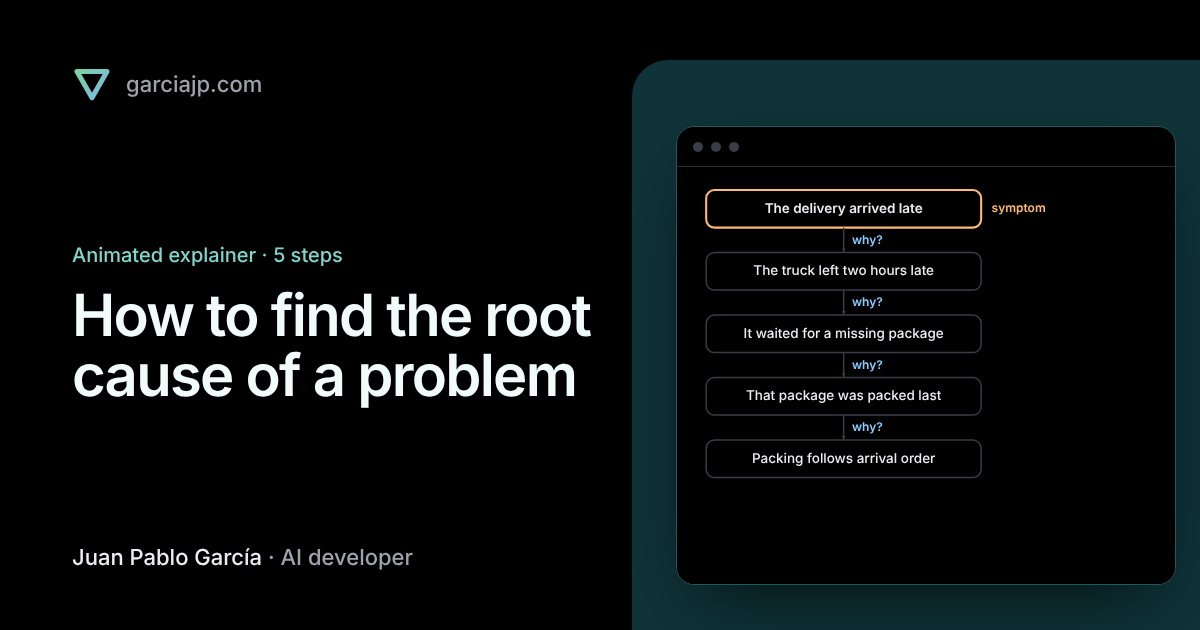 garciajp.com
Animated explainer · 5 steps
How to find the root
cause of a problem
Juan Pablo García · AI developer
The delivery arrived late
symptom
why?
The truck left two hours late
why?
It waited for a missing package
why?
That package was packed last
why?
Packing follows arrival order